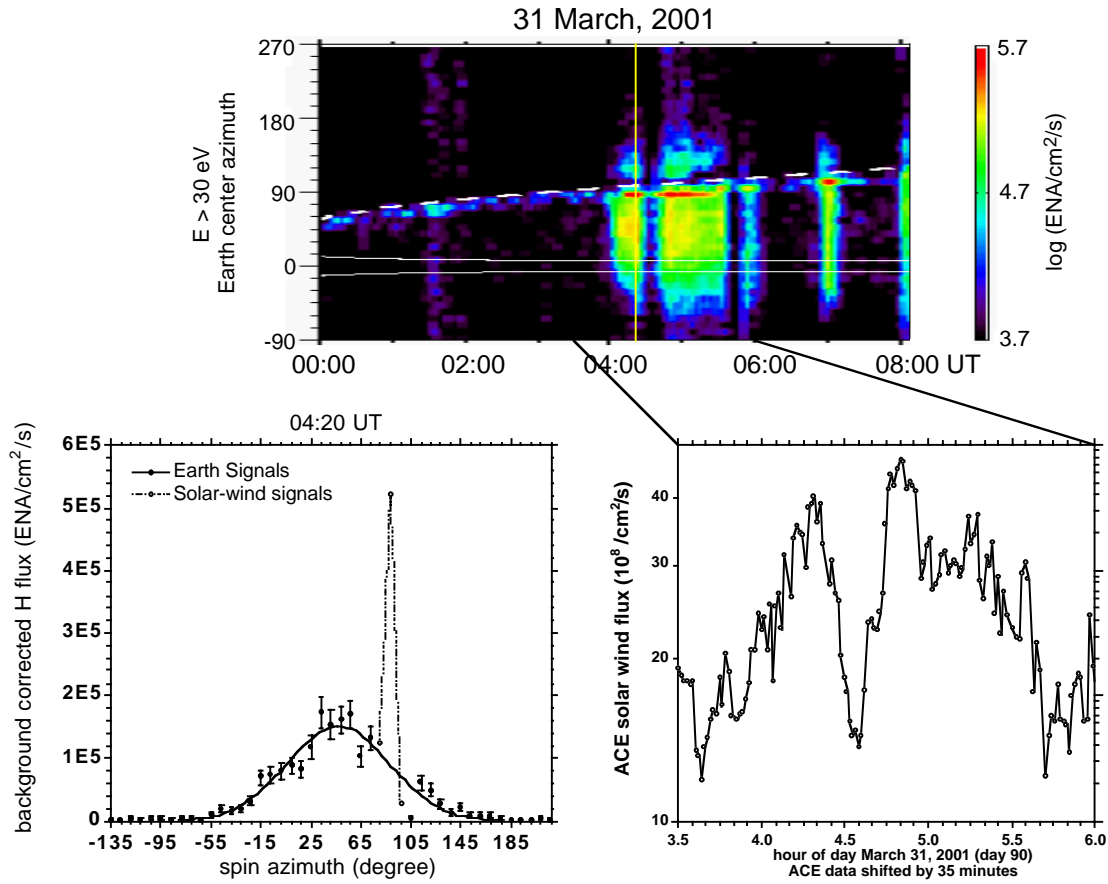 31 March, 2001
E > 30 eV
Earth center azimuth
270
180
90
0
-90
00:00 02:00 04:00 06:00 08:00 UT
5.7
4.7
3.7
log (ENA/cm²/s)
04:20 UT
background corrected H flux (ENA/cm²/s)
6E5
5E5
4E5
3E5
2E5
1E5
0
Earth Signals
Solar-wind signals
-135 -95 -55 -15 25 65 105 145 185
spin azimuth (degree)
ACE solar wind flux (10⁸/cm²/s)
40
30
20
10
3.5 4.0 4.5 5.0 5.5 6.0
hour of day March 31, 2001 (day 90)
ACE data shifted by 35 minutes